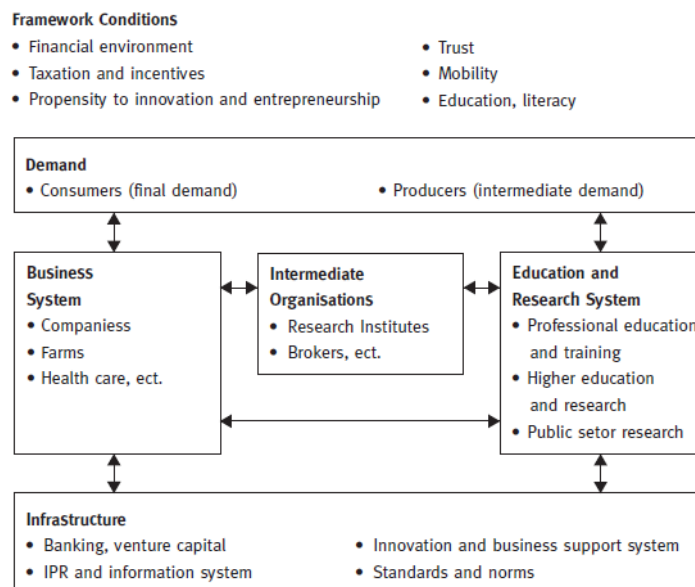 Framework Conditions
• Financial environment
• Taxation and incentives
• Propensity to innovation and entrepreneurship
• Trust
• Mobility
• Education, literacy
Demand
• Consumers (final demand)
• Producers (intermediate demand)
Business
System
• Companiess
• Farms
• Health care, ect.
Intermediate
Organisations
• Research Institutes
• Brokers, ect.
Education and
Research System
• Professional education
and training
• Higher education
and research
• Public setor research
Infrastructure
• Banking, venture capital
• IPR and information system
• Innovation and business support system
• Standards and norms